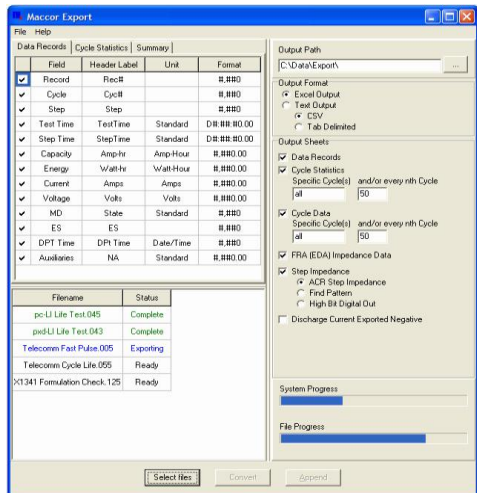 Maccor Export
File Help
Data Records Cycle Statistics Summary
Field Header Label Unit Format
Record Rec# #,##0
Cycle Cyc# #,##0
Step Step #,##0
Test Time TestTime Standard D#:##:##0.00
Step Time StepTime Standard D#:##:##0.00
Capacity Amp-hr Amp-Hour #,##0.00
Energy Watt-hr Watt-Hour #,##0.00
Current Amps Amps #,##0.00
Voltage Volts Volts #,##0.00
MD State Standard #,##0.00
ES ES #,##0
DPT Time DPt Time Date/Time #,##0
Auxiliaries NA Standard #,##0.00
Filename Status
pc-LI Life Test.045 Complete
pxd-LI Life Test.043 Complete
Telecomm Fast Pulse.005 Exporting
Telecomm Cycle Life.055 Ready
X1341 Formulation Check.125 Ready
Output Path
C:\Data\Export\
...
Output Format
Excel Output
Text Output
CSV
Tab Delimited
Output Sheets
Data Records
Cycle Statistics
Specific Cycle(s) and/or every nth Cycle
all 50
Cycle Data
Specific Cycle(s) and/or every nth Cycle
all 50
FRA (EDA) Impedance Data
Step Impedance
ACR Step Impedance
Find Pattern
High Bit Digital Out
Discharge Current Exported Negative
System Progress
File Progress
Select files Convert Append